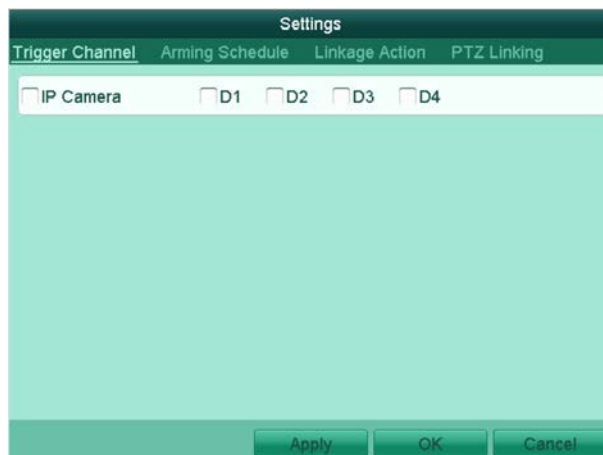 Settings
Trigger Channel Arming Schedule Linkage Action PTZ Linking
IP Camera D1 D2 D3 D4
Apply OK Cancel